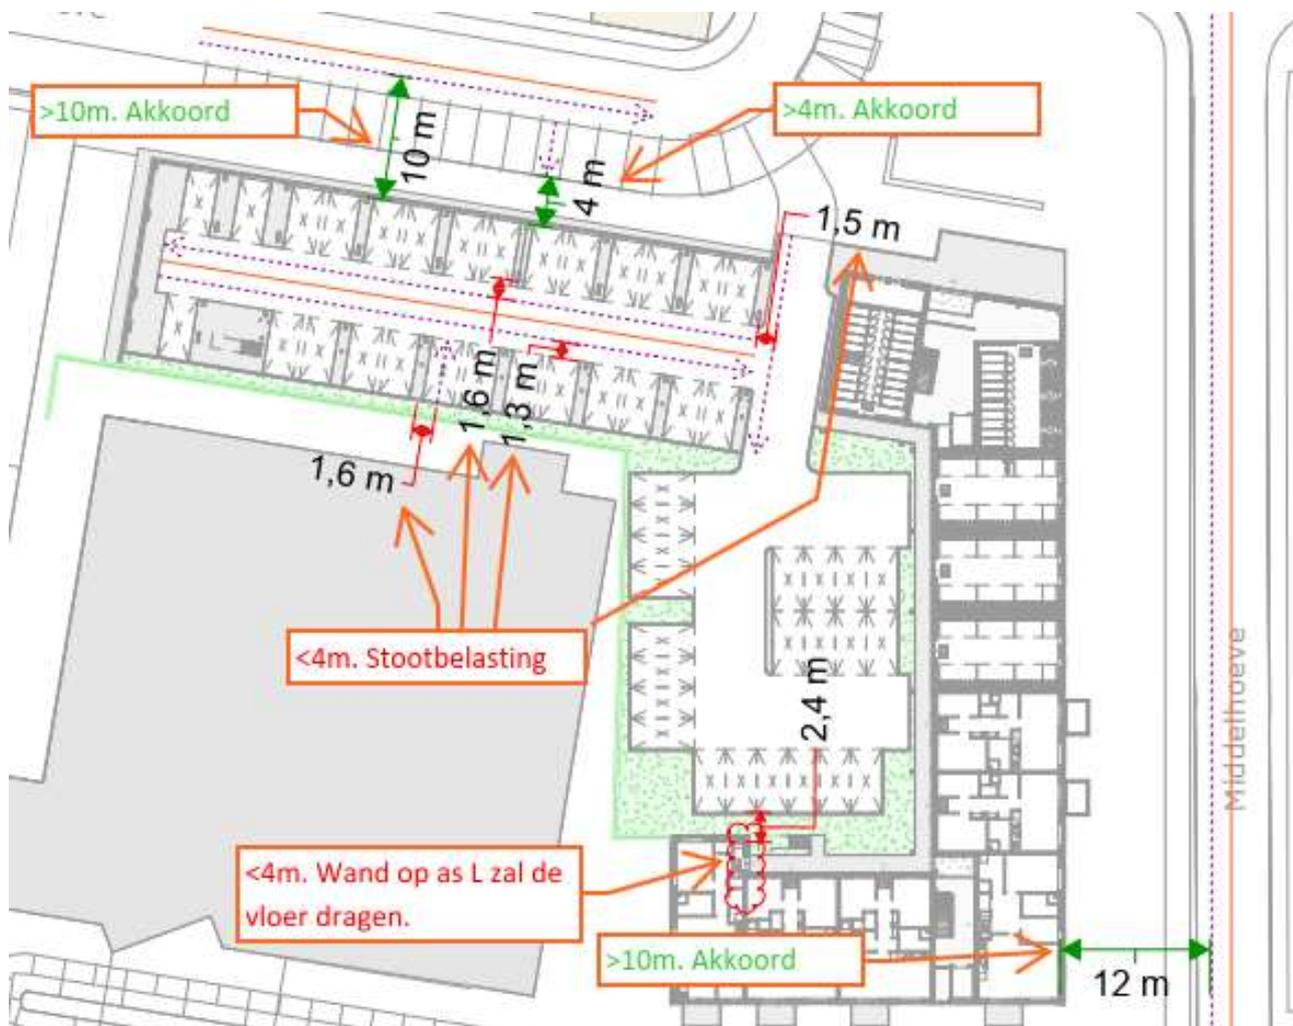 >10m. Akkoord
>4m. Akkoord
10 m
4 m
1,5 m
1,6 m
1,3 m
1,6 m
<4m. Stootbelasting
2,4 m
Middelhoeve
<4m. Wand op as L zal de
vloer dragen.
>10m. Akkoord
12 m